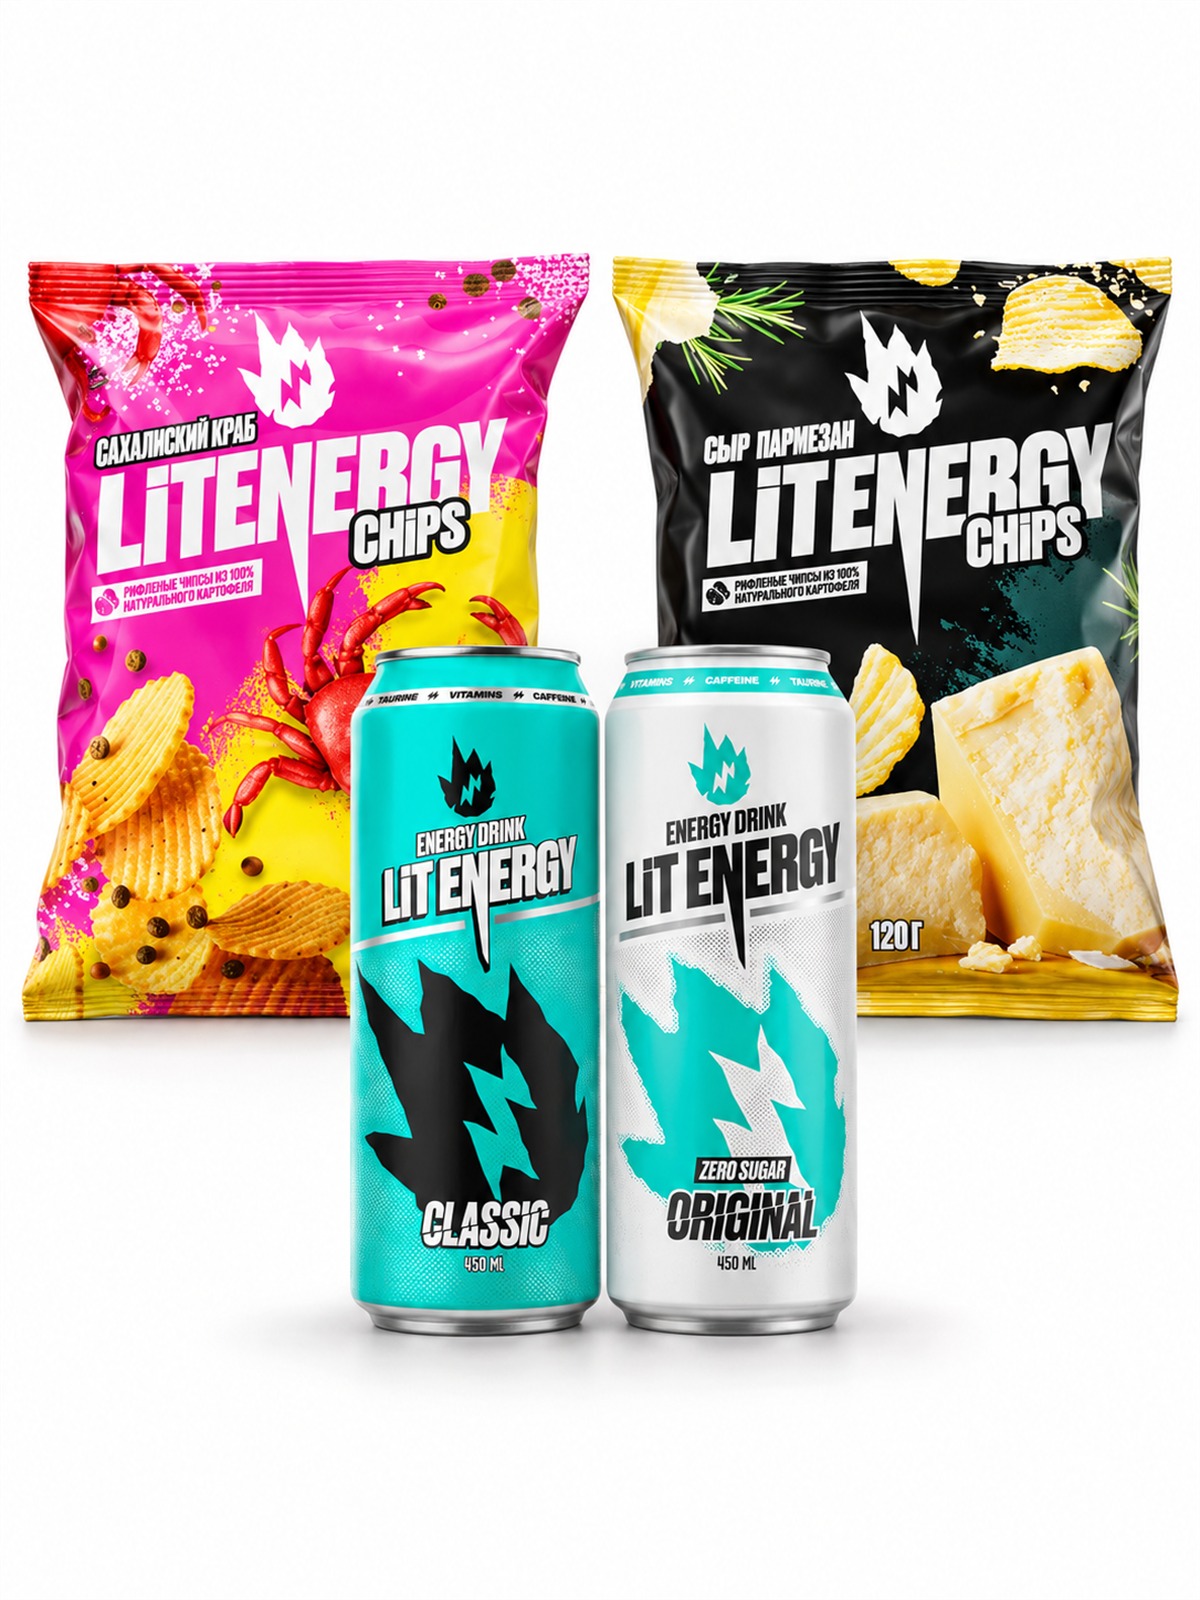 САХАЛИСКИЙ КРАБ
LiTENERGY
CHiPS
РИФЛЕНЫЕ ЧИПСЫ ИЗ 100%
НАТУРАЛЬНОГО КАРТОФЕЛЯ
СЫР ПАРМЕЗАН
LiTENERGY
CHiPS
РИФЛЕНЫЕ ЧИПСЫ ИЗ 100%
НАТУРАЛЬНОГО КАРТОФЕЛЯ
120Г
TAURINE VITAMINS CAFFEINE
ENERGY DRINK
LiT ENERGY
CLASSIC
450 ML
VITAMINS CAFFEINE TAURINE
ENERGY DRINK
LiT ENERGY
ZERO SUGAR
ORIGINAL
450 ML